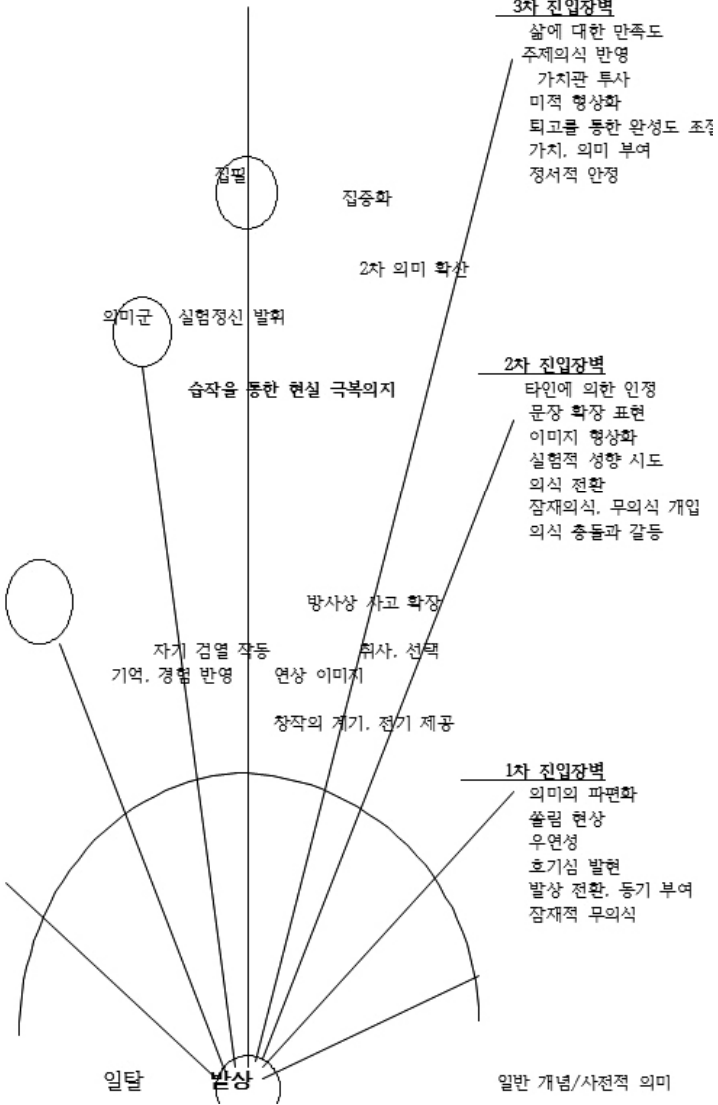 3차 진입장벽
삶에 대한 만족도
주제의식 반영
가치관 투사
미적 형상화
퇴고를 통한 완성도 조절
가치, 의미 부여
정서적 안정
집필
집중화
2차 의미 확산
의미군 실험정신 발휘
습작을 통한 현실 극복의지
2차 진입장벽
타인에 의한 인정
문장 확장 표현
이미지 형상화
실험적 성향 시도
의식 전환
잠재의식, 무의식 개입
의식 충돌과 갈등
방사상 사고 확장
자기 검열 작동 취사, 선택
기억, 경험 반영 연상 이미지
창작의 계기, 전기 제공
1차 진입장벽
의미의 파편화
쏠림 현상
우연성
호기심 발현
발상 전환, 동기 부여
잠재적 무의식
일탈 발상 일반 개념/사전적 의미